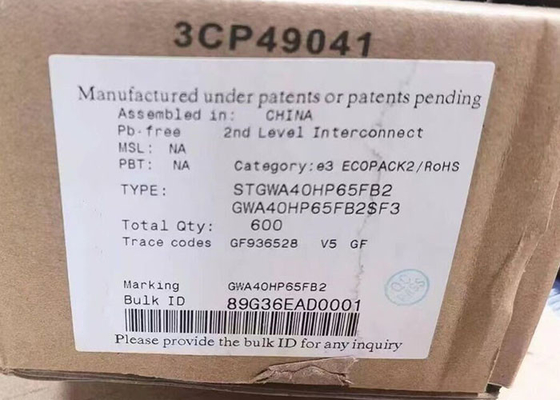 3CP49041
Manufactured under patents or patents pending
Assembled in: CHINA
Pb-free 2nd Level Interconnect
MSL: NA
PBT: NA Category:e3 ECOPACK2/RoHS
TYPE: STGWA40HP65FB2
GWA40HP65FB2$F3
Total Qty: 600
Trace codes GF936528 V5 GF
Marking GWA40HP65FB2
Bulk ID 89G36EAD0001
Please provide the bulk ID for any inquiry